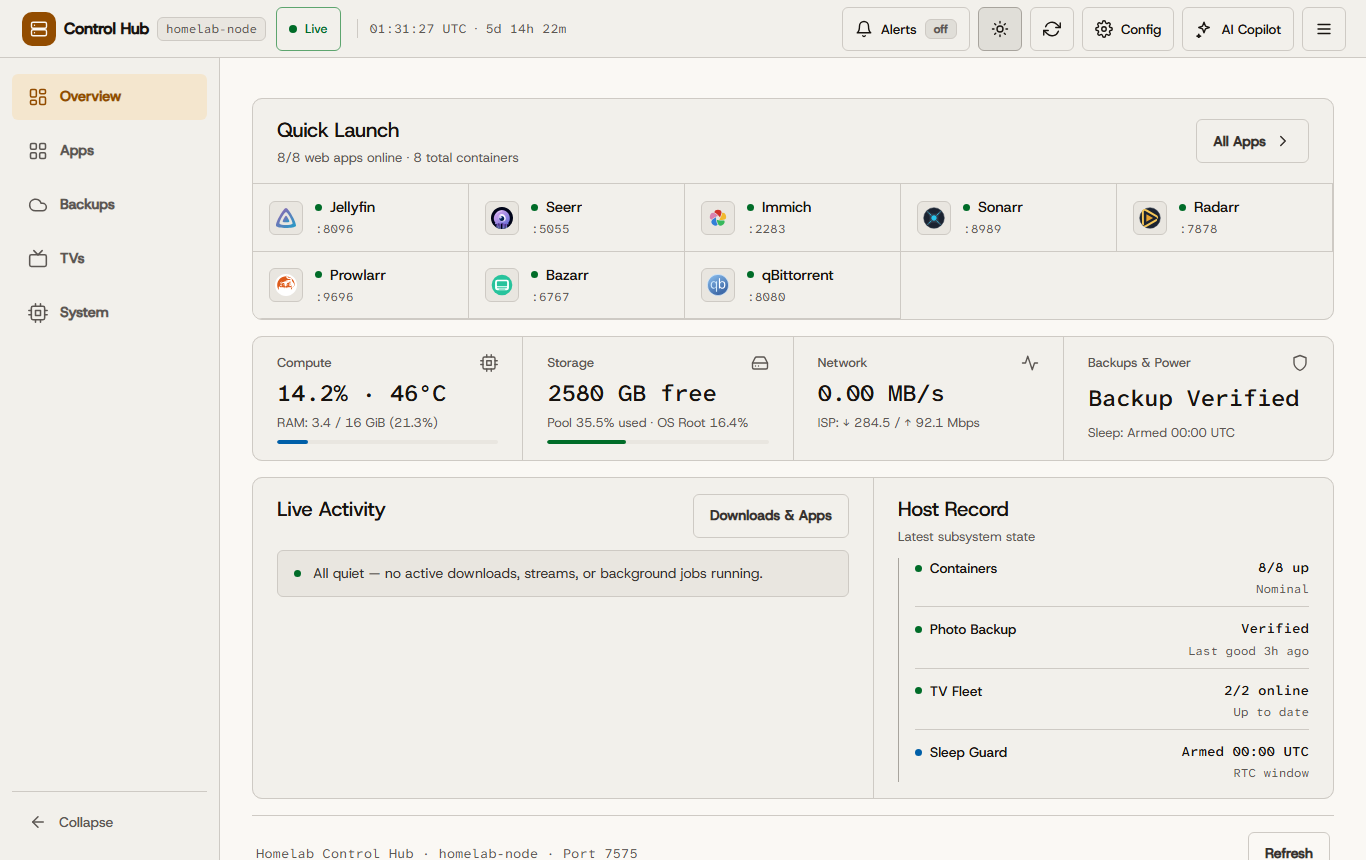 Control Hub homelab-node Live 01:31:27 UTC · 5d 14h 22m Alerts off Config AI Copilot
Overview
Apps
Backups
TVs
System
Collapse
Quick Launch
8/8 web apps online · 8 total containers
All Apps
Jellyfin
:8096
Seerr
:5055
Immich
:2283
Sonarr
:8989
Radarr
:7878
Prowlarr
:9696
Bazarr
:6767
qb
qBittorrent
:8080
Compute
14.2% · 46°C
RAM: 3.4 / 16 GiB (21.3%)
Storage
2580 GB free
Pool 35.5% used · OS Root 16.4%
Network
0.00 MB/s
ISP: ↓ 284.5 / ↑ 92.1 Mbps
Backups & Power
Backup Verified
Sleep: Armed 00:00 UTC
Live Activity
Downloads & Apps
All quiet — no active downloads, streams, or background jobs running.
Host Record
Latest subsystem state
Containers 8/8 up
Nominal
Photo Backup Verified
Last good 3h ago
TV Fleet 2/2 online
Up to date
Sleep Guard Armed 00:00 UTC
RTC window
Homelab Control Hub · homelab-node · Port 7575
Refresh